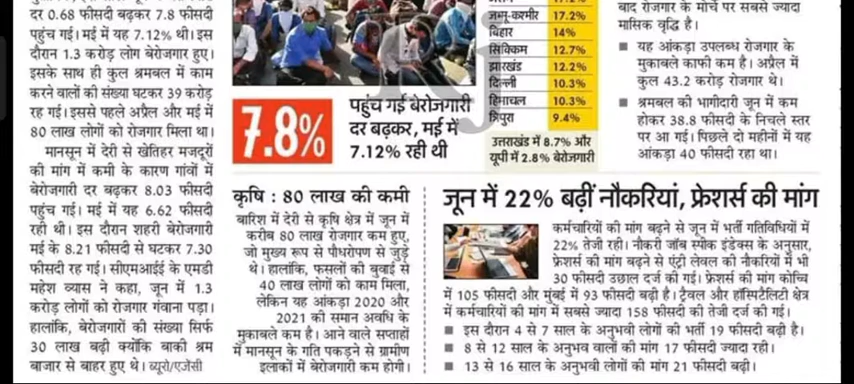 दर 0.68 फीसदी बढ़कर 7.8 फीसदी
पहुंच गई। मई में यह 7.12% थी। इस
दौरान 1.3 करोड़ लोग बेरोजगार हुए।
इसके साथ ही कुल श्रमबल में काम
करने वालों की संख्या घटकर 39 करोड़
रह गई। इससे पहले अप्रैल और मई में
80 लाख लोगों को रोजगार मिला था।
मानसून में देरी से खेतिहर मजदूरों
की मांग में कमी के कारण गांवों में
बेरोजगारी दर बढ़कर 8.03 फीसदी
पहुंच गई। मई में यह 6.62 फीसदी
रही थी। इस दौरान शहरी बेरोजगारी
मई के 8.21 फीसदी से घटकर 7.30
फीसदी रह गई। सीएमआईई के एमडी
महेश व्यास ने कहा, जून में 1.3
करोड़ लोगों को रोजगार गंवाना पड़ा।
हालांकि, बेरोजगारों की संख्या सिर्फ
30 लाख बढ़ी क्योंकि बाकी श्रम
बाजार से बाहर हुए थे। ब्यूरो/एजेंसी
7.8%
पहुंच गई बेरोजगारी
दर बढ़कर, मई में
7.12% रही थी
जम्मू-कश्मीर 17.2%
बिहार 14%
सिक्किम 12.7%
झारखंड 12.2%
दिल्ली 10.3%
हिमाचल 10.3%
त्रिपुरा 9.4%
उत्तराखंड में 8.7% और
यूपी में 2.8% बेरोजगारी
बाद रोजगार के मोर्चे पर सबसे ज्यादा
मासिक वृद्धि है।
■ यह आंकड़ा उपलब्ध रोजगार के
मुकाबले काफी कम है। अप्रैल में
कुल 43.2 करोड़ रोजगार थे।
■ श्रमबल की भागीदारी जून में कम
होकर 38.8 फीसदी के निचले स्तर
पर आ गई। पिछले दो महीनों में यह
आंकड़ा 40 फीसदी रहा था।
कृषि : 80 लाख की कमी
बारिश में देरी से कृषि क्षेत्र में जून में
करीब 80 लाख रोजगार कम हुए,
जो मुख्य रूप से पौधरोपण से जुड़े
थे। हालांकि, फसलों की बुवाई से
40 लाख लोगों को काम मिला,
लेकिन यह आंकड़ा 2020 और
2021 की समान अवधि के
मुकाबले कम है। आने वाले सप्ताहों
में मानसून के गति पकड़ने से ग्रामीण
इलाकों में बेरोजगारी कम होगी।
जून में 22% बढ़ीं नौकरियां, फ्रेशर्स की मांग
कर्मचारियों की मांग बढ़ने से जून में भर्ती गतिविधियों में
22% तेजी रही। नौकरी जॉब स्पीक इंडेक्स के अनुसार,
फ्रेशर्स की मांग बढ़ने से एंट्री लेवल की नौकरियों में भी
30 फीसदी उछाल दर्ज की गई। फ्रेशर्स की मांग कोच्चि
में 105 फीसदी और मुंबई में 93 फीसदी बढ़ी है। ट्रैवल और हॉस्पिटैलिटी क्षेत्र
में कर्मचारियों की मांग में सबसे ज्यादा 158 फीसदी की तेजी दर्ज की गई।
■ इस दौरान 4 से 7 साल के अनुभवी लोगों की भर्ती 19 फीसदी बढ़ी है।
■ 8 से 12 साल के अनुभव वालों की मांग 17 फीसदी ज्यादा रही।
■ 13 से 16 साल के अनुभवी लोगों की मांग 21 फीसदी बढ़ी।